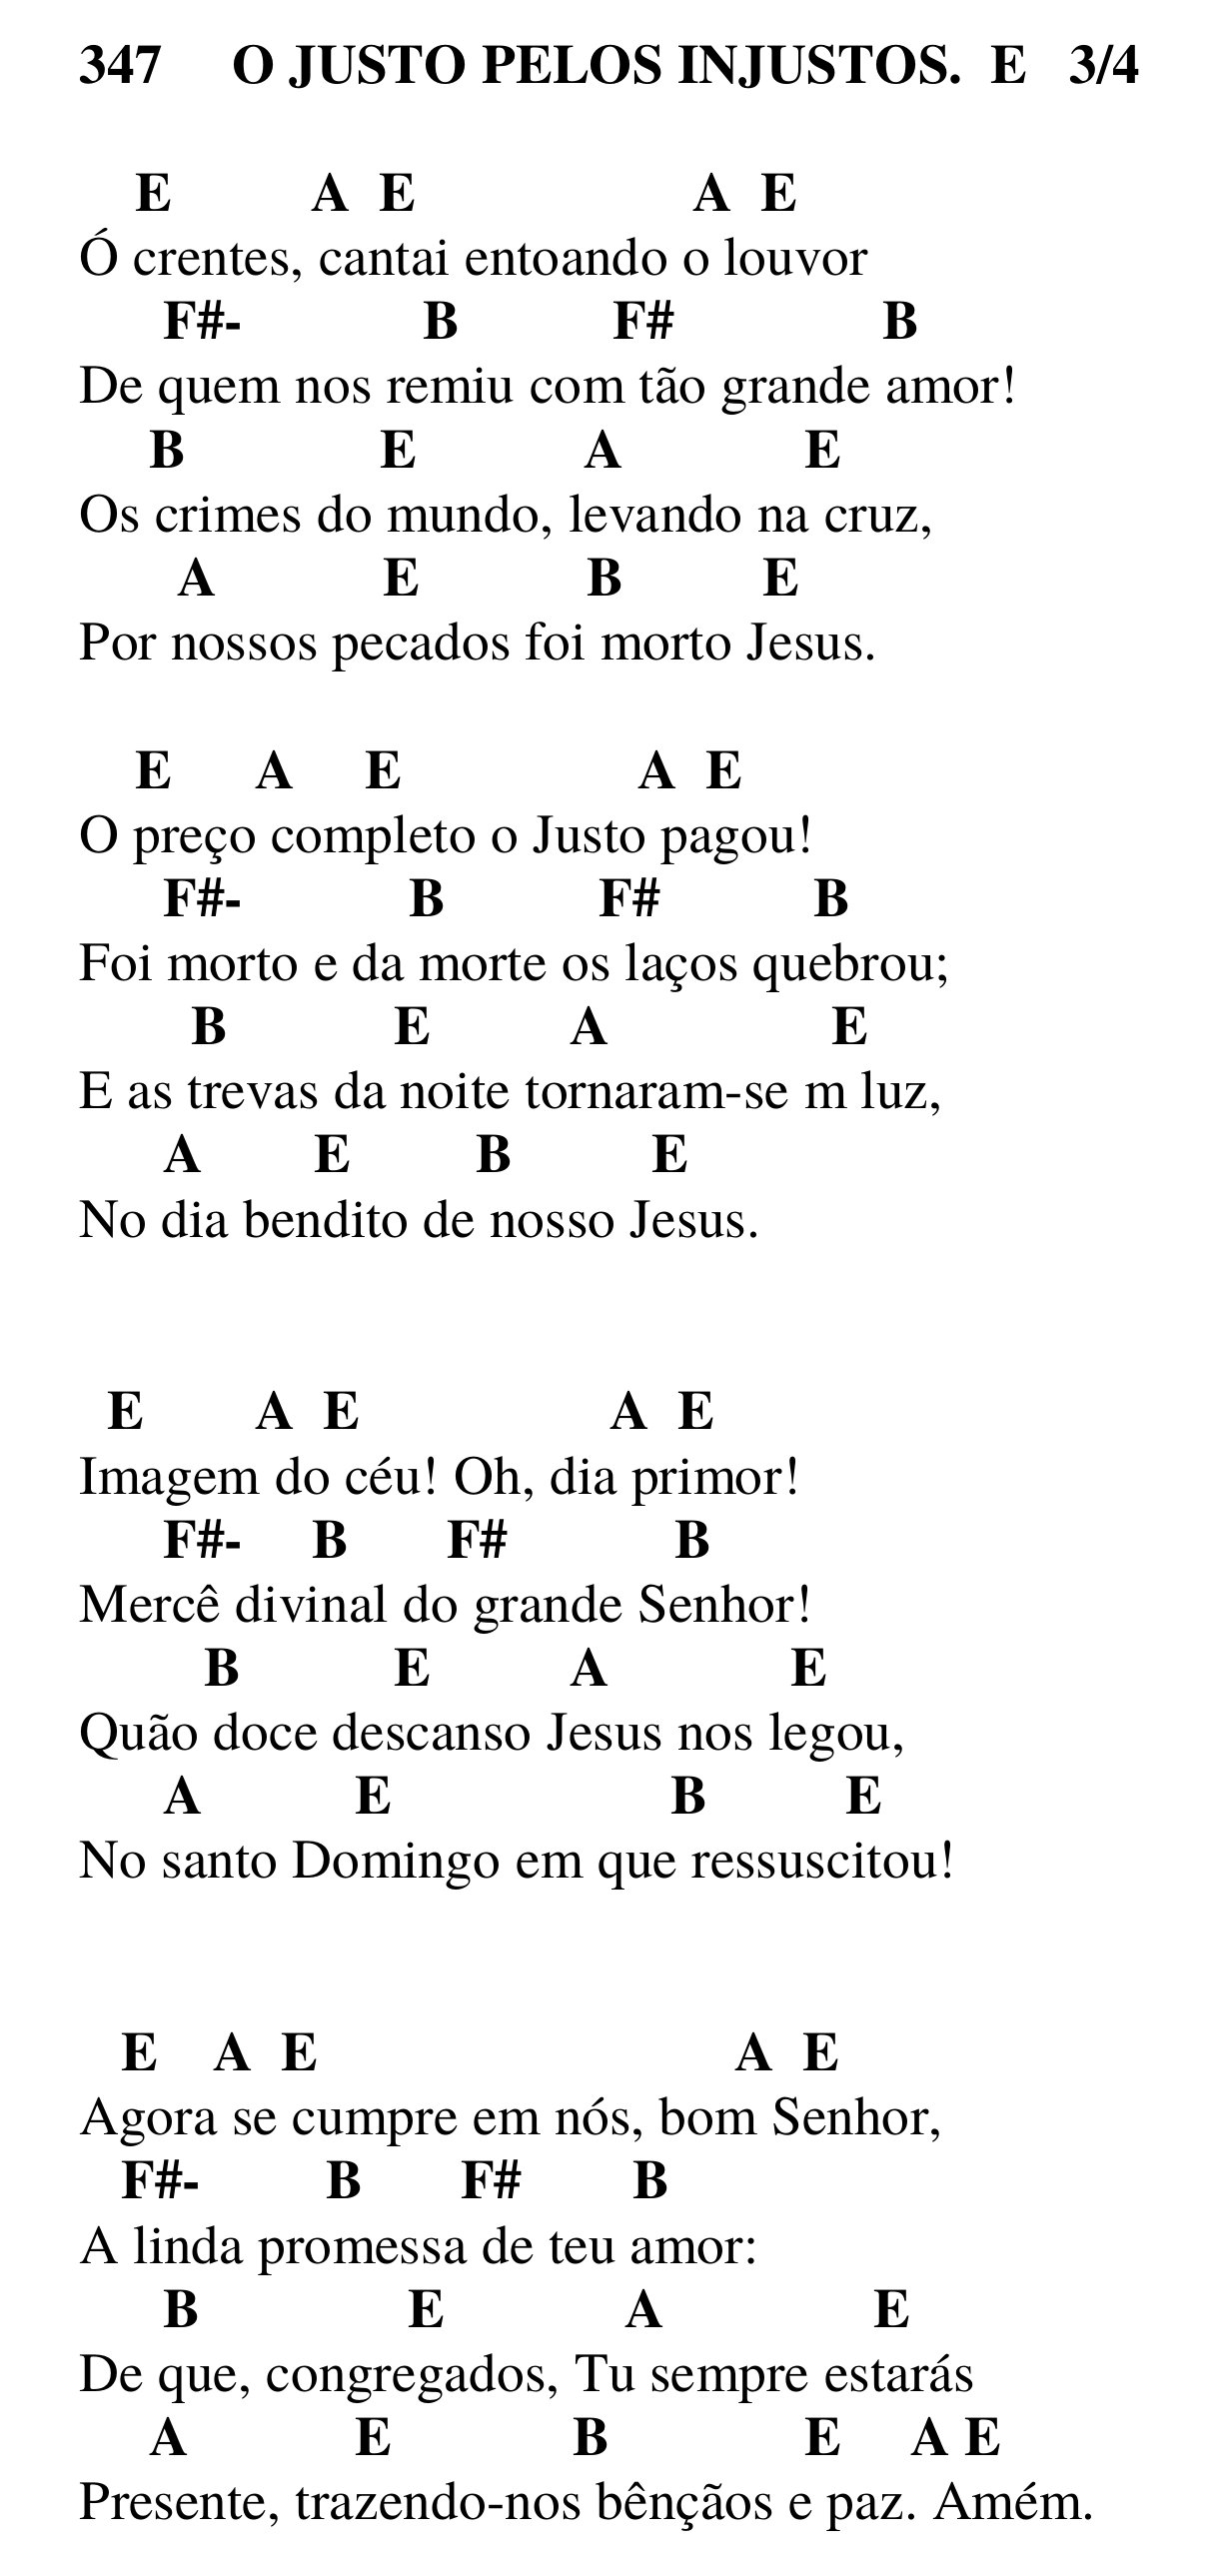 347 O JUSTO PELOS INJUSTOS. E 3/4
E A E A E
Ó crentes, cantai entoando o louvor
F#- B F# B
De quem nos remiu com tão grande amor!
B E A E
Os crimes do mundo, levando na cruz,
A E B E
Por nossos pecados foi morto Jesus.
E A E A E
O preço completo o Justo pagou!
F#- B F# B
Foi morto e da morte os laços quebrou;
B E A E
E as trevas da noite tornaram-se m luz,
A E B E
No dia bendito de nosso Jesus.
E A E A E
Imagem do céu! Oh, dia primor!
F#- B F# B
Mercê divinal do grande Senhor!
B E A E
Quão doce descanso Jesus nos legou,
A E B E
No santo Domingo em que ressuscitou!
E A E A E
Agora se cumpre em nós, bom Senhor,
F#- B F# B
A linda promessa de teu amor:
B E A E
De que, congregados, Tu sempre estarás
A E B E A E
Presente, trazendo-nos bênçãos e paz. Amém.